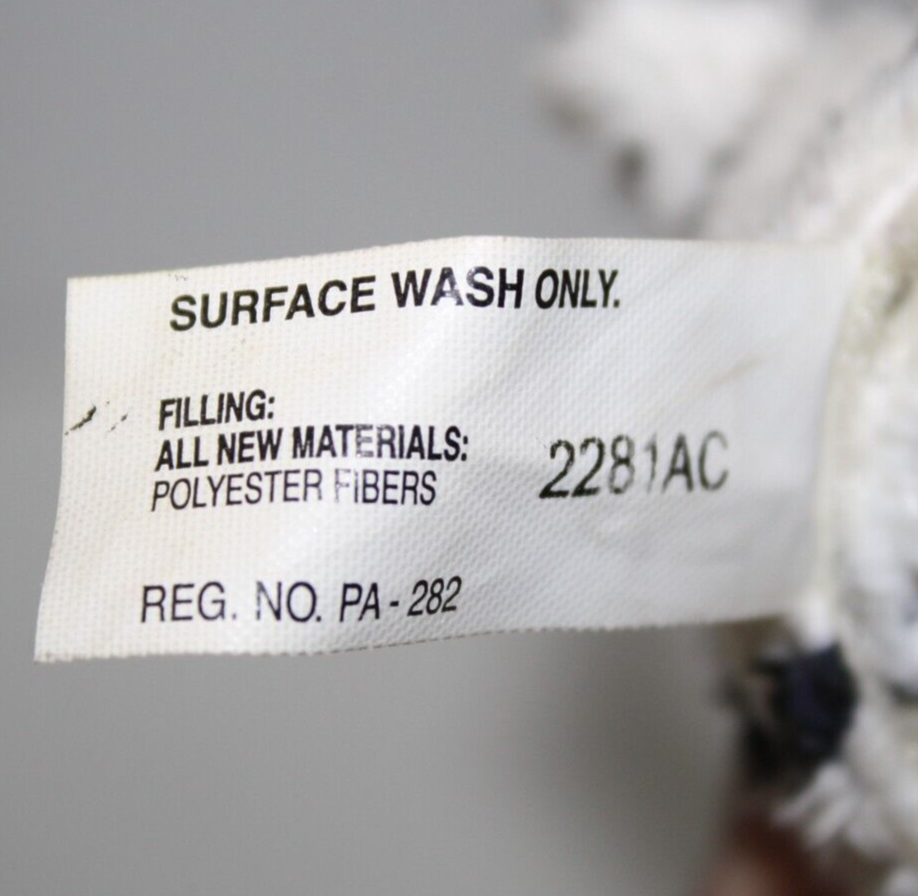 SURFACE WASH ONLY.
FILLING:
ALL NEW MATERIALS:
POLYESTER FIBERS
2281AC
REG. NO. PA - 282